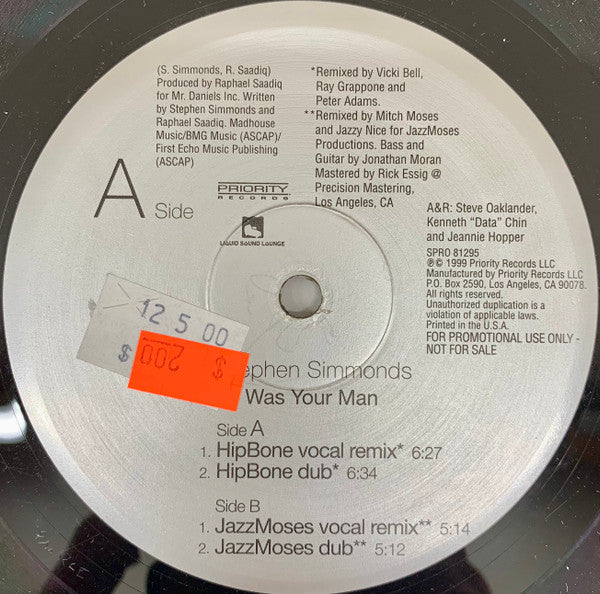 (S. Simmonds, R. Saadiq)
Produced by Raphael Saadiq
for Mr. Daniels Inc. Written
by Stephen Simmonds and
Raphael Saadiq. Madhouse
Music/BMG Music (ASCAP)/
First Echo Music Publishing
(ASCAP)
*Remixed by Vicki Bell,
Ray Grappone and
Peter Adams.
**Remixed by Mitch Moses
and Jazzy Nice for JazzMoses
Productions. Bass and
Guitar by Jonathan Moran
Mastered by Rick Essig @
Precision Mastering,
Los Angeles, CA
A Side
PRIORITY
RECORDS
LIQUID SOUND LOUNGE
A&R: Steve Oaklander,
Kenneth "Data" Chin
and Jeannie Hopper
SPRO 81295
℗© 1999 Priority Records LLC
Manufactured by Priority Records LLC
P.O. Box 2590, Los Angeles, CA 90078.
All rights reserved.
Unauthorized duplication is a
violation of applicable laws.
Printed in the U.S.A.
FOR PROMOTIONAL USE ONLY -
NOT FOR SALE
12 5 00
$ 200 $
ephen Simmonds
Was Your Man
Side A
1. HipBone vocal remix* 6:27
2. HipBone dub* 6:34
Side B
1. JazzMoses vocal remix** 5:14
2. JazzMoses dub** 5:12